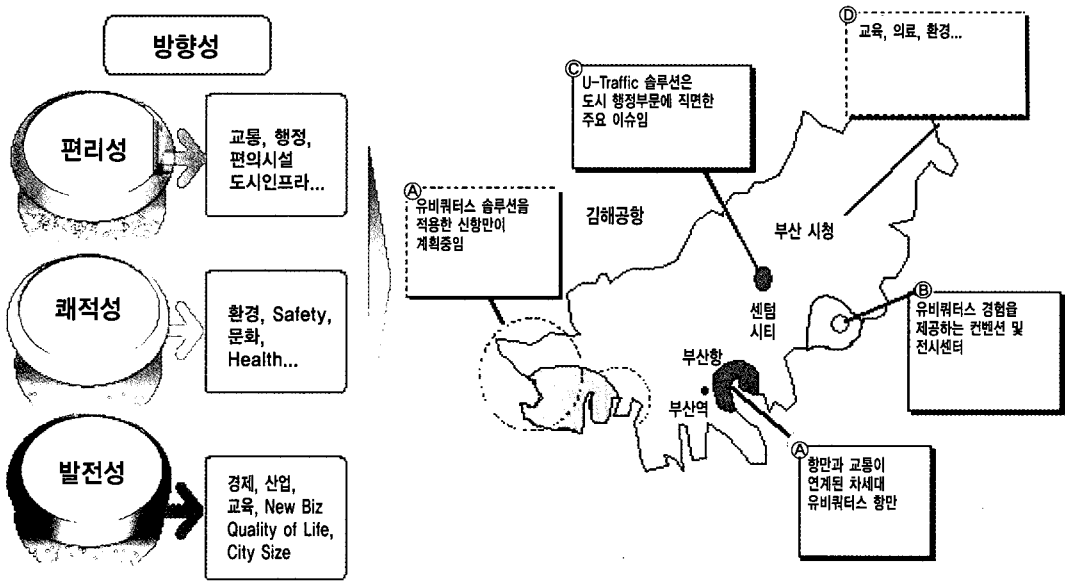 방향성
편리성
교통, 행정,
편의시설
도시인프라...
쾌적성
환경, Safety,
문화,
Health...
발전성
경제, 산업,
교육, New Biz
Quality of Life,
City Size
Ⓐ
유비쿼터스 솔루션을
적용한 신항만이
계획중임
Ⓒ
U-Traffic 솔루션은
도시 행정부문에 직면한
주요 이슈임
Ⓓ
교육, 의료, 환경...
김해공항
부산 시청
센텀
시티
Ⓑ
유비쿼터스 경험을
제공하는 컨벤션 및
전시센터
부산항
부산역
Ⓐ
항만과 교통이
연계된 차세대
유비쿼터스 항만